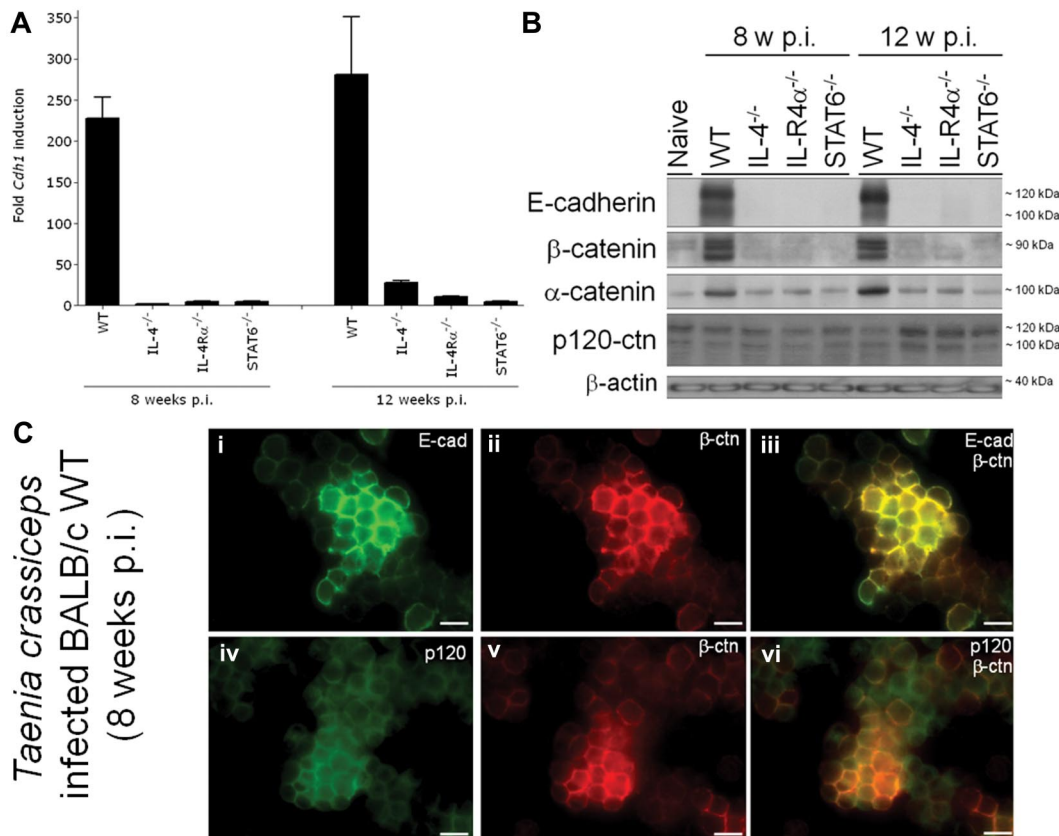 A
350
300
250
200
150
100
50
0
Fold Cdh1 induction
WT
IL-4⁻/⁻
IL-4Rα⁻/⁻
STAT6⁻/⁻
8 weeks p.i.
WT
IL-4⁻/⁻
IL-4Rα⁻/⁻
STAT6⁻/⁻
12 weeks p.i.
B
8 w p.i.
12 w p.i.
Naive
WT
IL-4⁻/⁻
IL-R4α⁻/⁻
STAT6⁻/⁻
WT
IL-4⁻/⁻
IL-R4α⁻/⁻
STAT6⁻/⁻
E-cadherin
~ 120 kDa
~ 100 kDa
β-catenin
~ 90 kDa
α-catenin
~ 100 kDa
p120-ctn
~ 120 kDa
~ 100 kDa
β-actin
~ 40 kDa
C
Taenia crassiceps
infected BALB/c WT
(8 weeks p.i.)
i
E-cad
ii
β-ctn
iii
E-cad
β-ctn
iv
p120
v
β-ctn
vi
p120
β-ctn